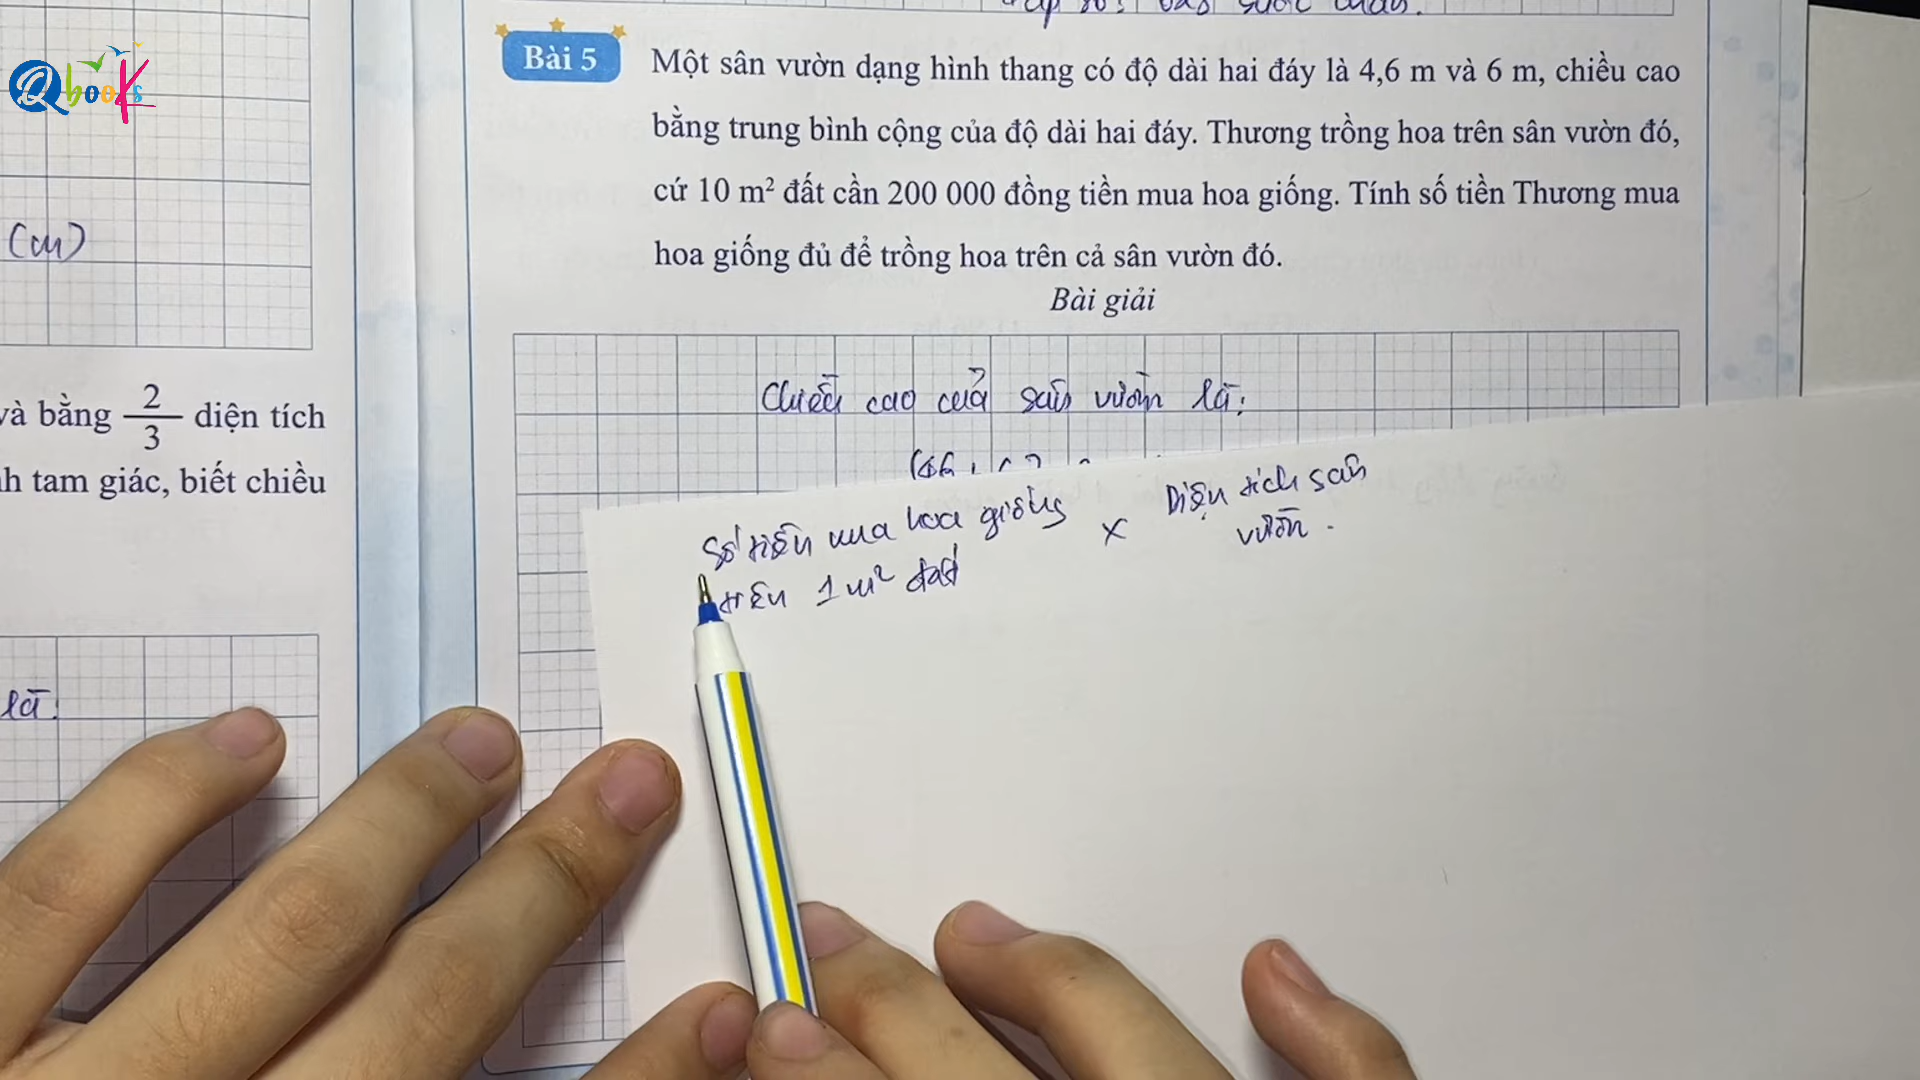 Qbooks
(cm)
và bằng 2/3 diện tích
tam giác, biết chiều
là:
Bài 5
Một sân vườn dạng hình thang có độ dài hai đáy là 4,6 m và 6 m, chiều cao
bằng trung bình cộng của độ dài hai đáy. Thương trồng hoa trên sân vườn đó,
cứ 10 m² đất cần 200 000 đồng tiền mua hoa giống. Tính số tiền Thương mua
hoa giống đủ để trồng hoa trên cả sân vườn đó.
Bài giải
Chiều cao của sân vườn là:
Số tiền mua hoa giống × Diện tích sân
trên 1 m² đất vườn.